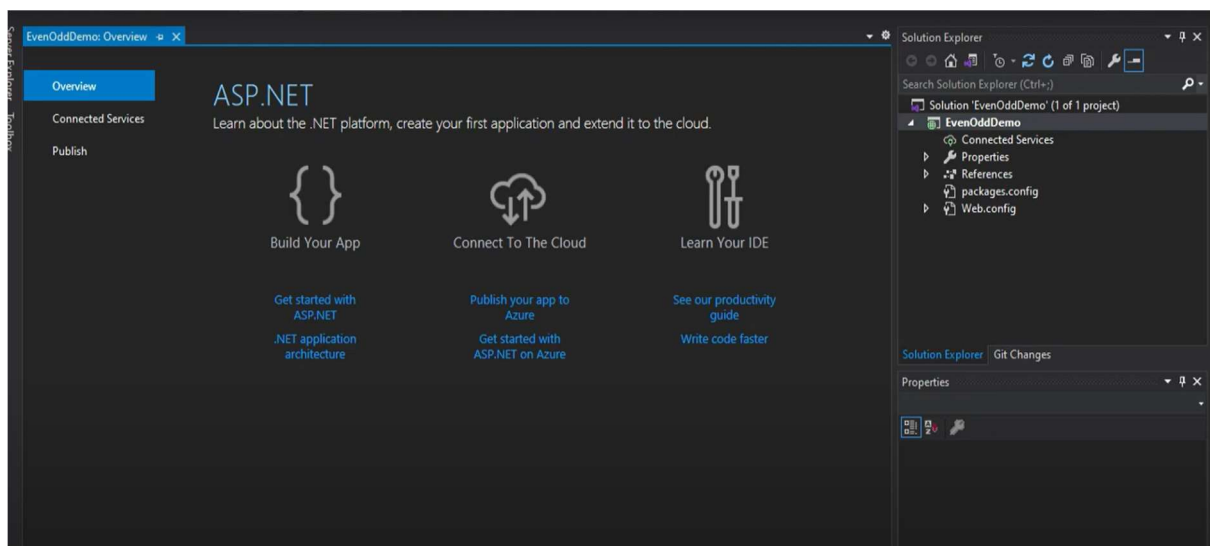 Server Explorer
Toolbox
EvenOddDemo: Overview
Overview
Connected Services
Publish
ASP.NET
Learn about the .NET platform, create your first application and extend it to the cloud.
Build Your App
Get started with
ASP.NET
.NET application
architecture
Connect To The Cloud
Publish your app to
Azure
Get started with
ASP.NET on Azure
Learn Your IDE
See our productivity
guide
Write code faster
Solution Explorer
Search Solution Explorer (Ctrl+;)
Solution 'EvenOddDemo' (1 of 1 project)
EvenOddDemo
Connected Services
Properties
References
packages.config
Web.config
Solution Explorer Git Changes
Properties